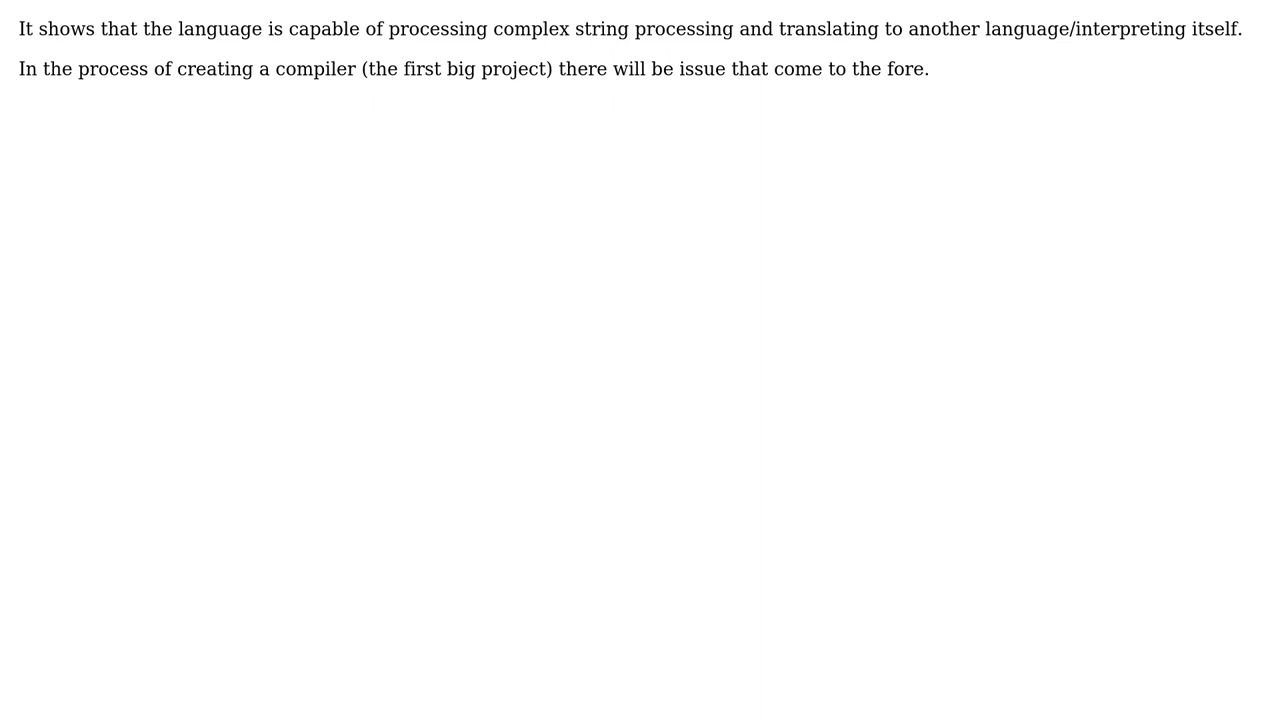 It shows that the language is capable of processing complex string processing and translating to another language/interpreting itself.
In the process of creating a compiler (the first big project) there will be issue that come to the fore.